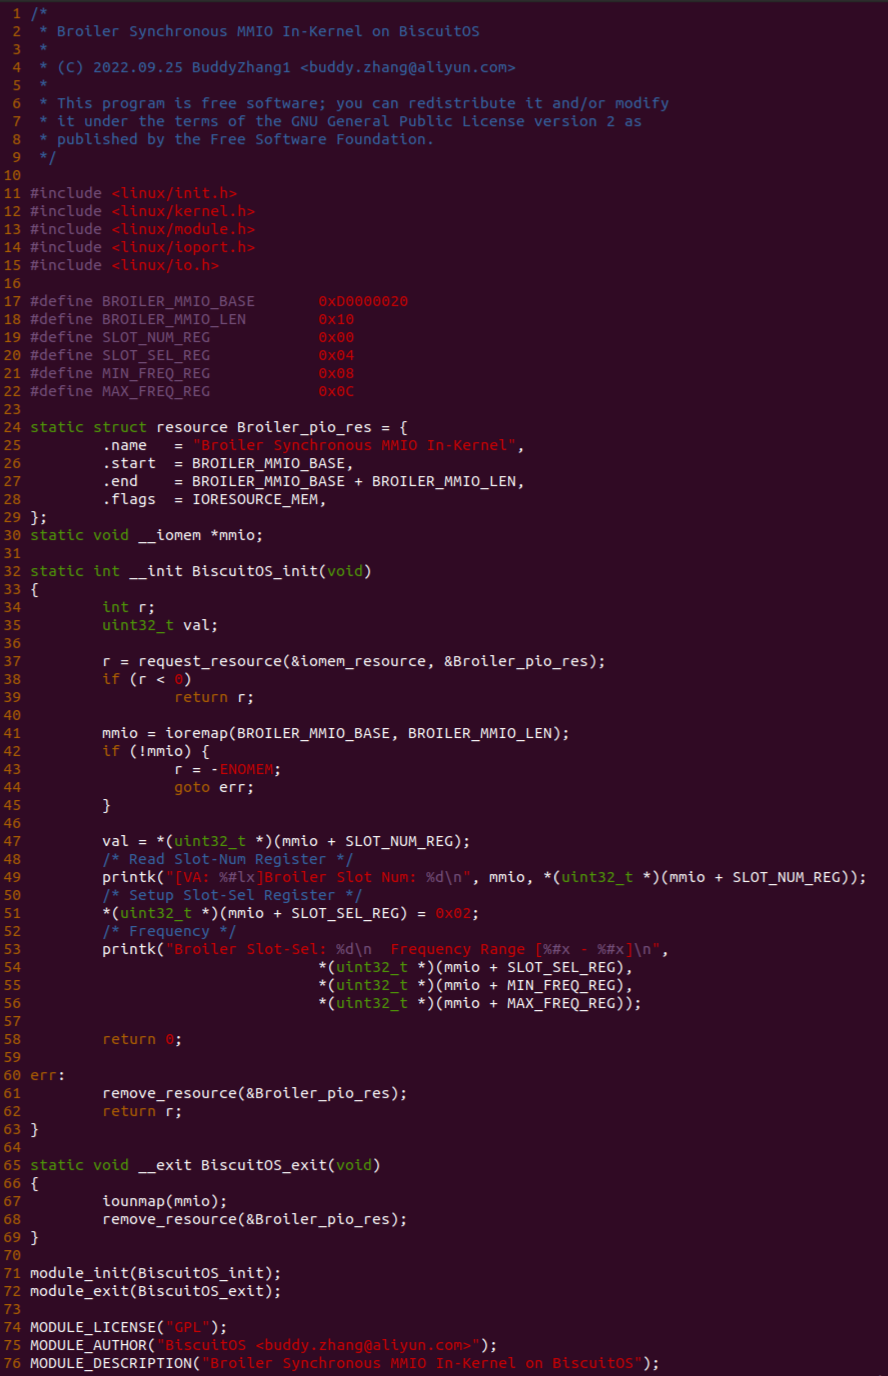 1 /*
2  * Broiler Synchronous MMIO In-Kernel on BiscuitOS
3  *
4  * (C) 2022.09.25 BuddyZhang1 <buddy.zhang@aliyun.com>
5  *
6  * This program is free software; you can redistribute it and/or modify
7  * it under the terms of the GNU General Public License version 2 as
8  * published by the Free Software Foundation.
9  */
10
11 #include <linux/init.h>
12 #include <linux/kernel.h>
13 #include <linux/module.h>
14 #include <linux/ioport.h>
15 #include <linux/io.h>
16
17 #define BROILER_MMIO_BASE       0xD0000020
18 #define BROILER_MMIO_LEN        0x10
19 #define SLOT_NUM_REG            0x00
20 #define SLOT_SEL_REG            0x04
21 #define MIN_FREQ_REG            0x08
22 #define MAX_FREQ_REG            0x0C
23
24 static struct resource Broiler_pio_res = {
25         .name   = "Broiler Synchronous MMIO In-Kernel",
26         .start  = BROILER_MMIO_BASE,
27         .end    = BROILER_MMIO_BASE + BROILER_MMIO_LEN,
28         .flags  = IORESOURCE_MEM,
29 };
30 static void __iomem *mmio;
31
32 static int __init BiscuitOS_init(void)
33 {
34         int r;
35         uint32_t val;
36
37         r = request_resource(&iomem_resource, &Broiler_pio_res);
38         if (r < 0)
39                 return r;
40
41         mmio = ioremap(BROILER_MMIO_BASE, BROILER_MMIO_LEN);
42         if (!mmio) {
43                 r = -ENOMEM;
44                 goto err;
45         }
46
47         val = *(uint32_t *)(mmio + SLOT_NUM_REG);
48         /* Read Slot-Num Register */
49         printk("[VA: %#lx]Broiler Slot Num: %d\n", mmio, *(uint32_t *)(mmio + SLOT_NUM_REG));
50         /* Setup Slot-Sel Register */
51         *(uint32_t *)(mmio + SLOT_SEL_REG) = 0x02;
52         /* Frequency */
53         printk("Broiler Slot-Sel: %d\n  Frequency Range [%#x - %#x]\n",
54                                 *(uint32_t *)(mmio + SLOT_SEL_REG),
55                                 *(uint32_t *)(mmio + MIN_FREQ_REG),
56                                 *(uint32_t *)(mmio + MAX_FREQ_REG));
57
58         return 0;
59
60 err:
61         remove_resource(&Broiler_pio_res);
62         return r;
63 }
64
65 static void __exit BiscuitOS_exit(void)
66 {
67         iounmap(mmio);
68         remove_resource(&Broiler_pio_res);
69 }
70
71 module_init(BiscuitOS_init);
72 module_exit(BiscuitOS_exit);
73
74 MODULE_LICENSE("GPL");
75 MODULE_AUTHOR("BiscuitOS <buddy.zhang@aliyun.com>");
76 MODULE_DESCRIPTION("Broiler Synchronous MMIO In-Kernel on BiscuitOS");